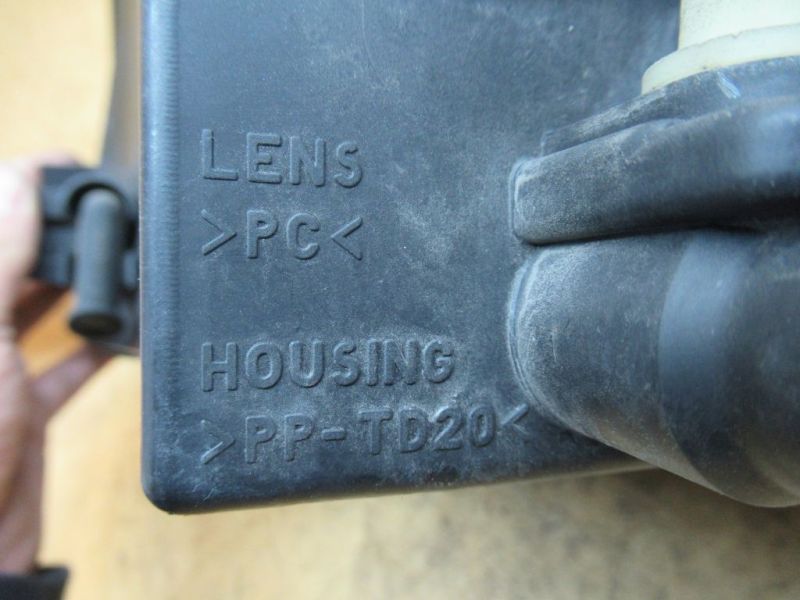 LENS
>PC<
HOUSING
>PP-TD20<